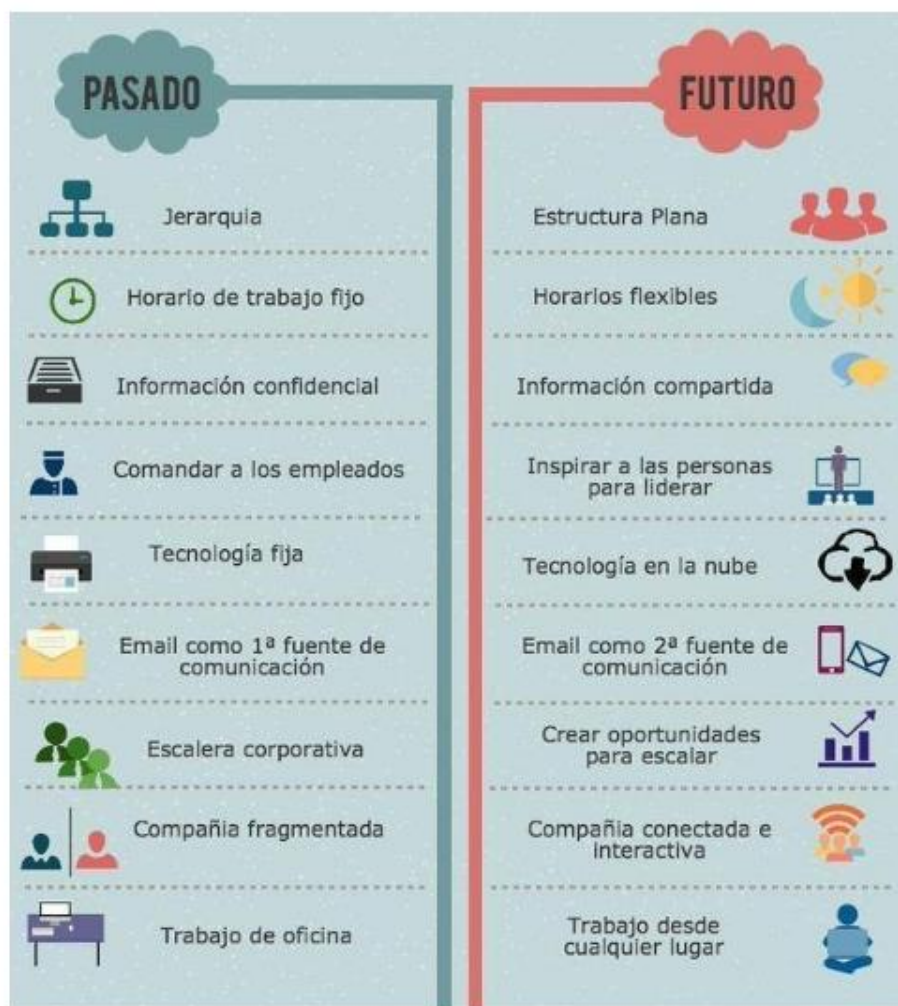 PASADO
FUTURO
Jerarquia
Estructura Plana
Horario de trabajo fijo
Horarios flexibles
Información confidencial
Información compartida
Comandar a los empleados
Inspirar a las personas
para liderar
Tecnología fija
Tecnología en la nube
Email como 1ª fuente de
comunicación
Email como 2ª fuente de
comunicación
Escalera corporativa
Crear oportunidades
para escalar
Compañia fragmentada
Compañia conectada e
interactiva
Trabajo de oficina
Trabajo desde
cualquier lugar